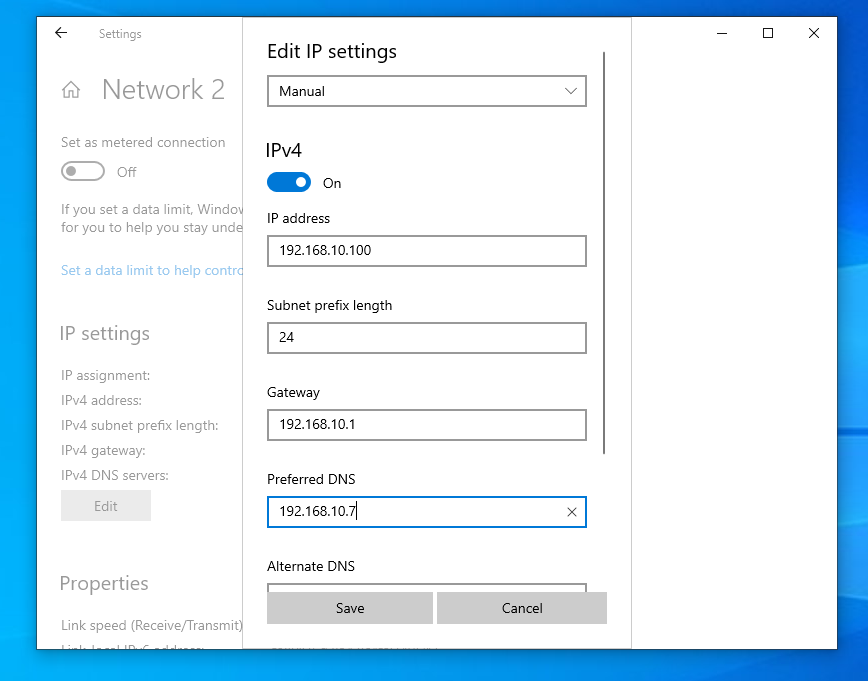 Settings
Network 2
Set as metered connection
Off
If you set a data limit, Window
for you to help you stay unde
Set a data limit to help contro
IP settings
IP assignment:
IPv4 address:
IPv4 subnet prefix length:
IPv4 gateway:
IPv4 DNS servers:
Edit
Properties
Link speed (Receive/Transmit)
Link-local IPv6 address:
Edit IP settings
Manual
IPv4
On
IP address
192.168.10.100
Subnet prefix length
24
Gateway
192.168.10.1
Preferred DNS
192.168.10.7
Alternate DNS
Save
Cancel